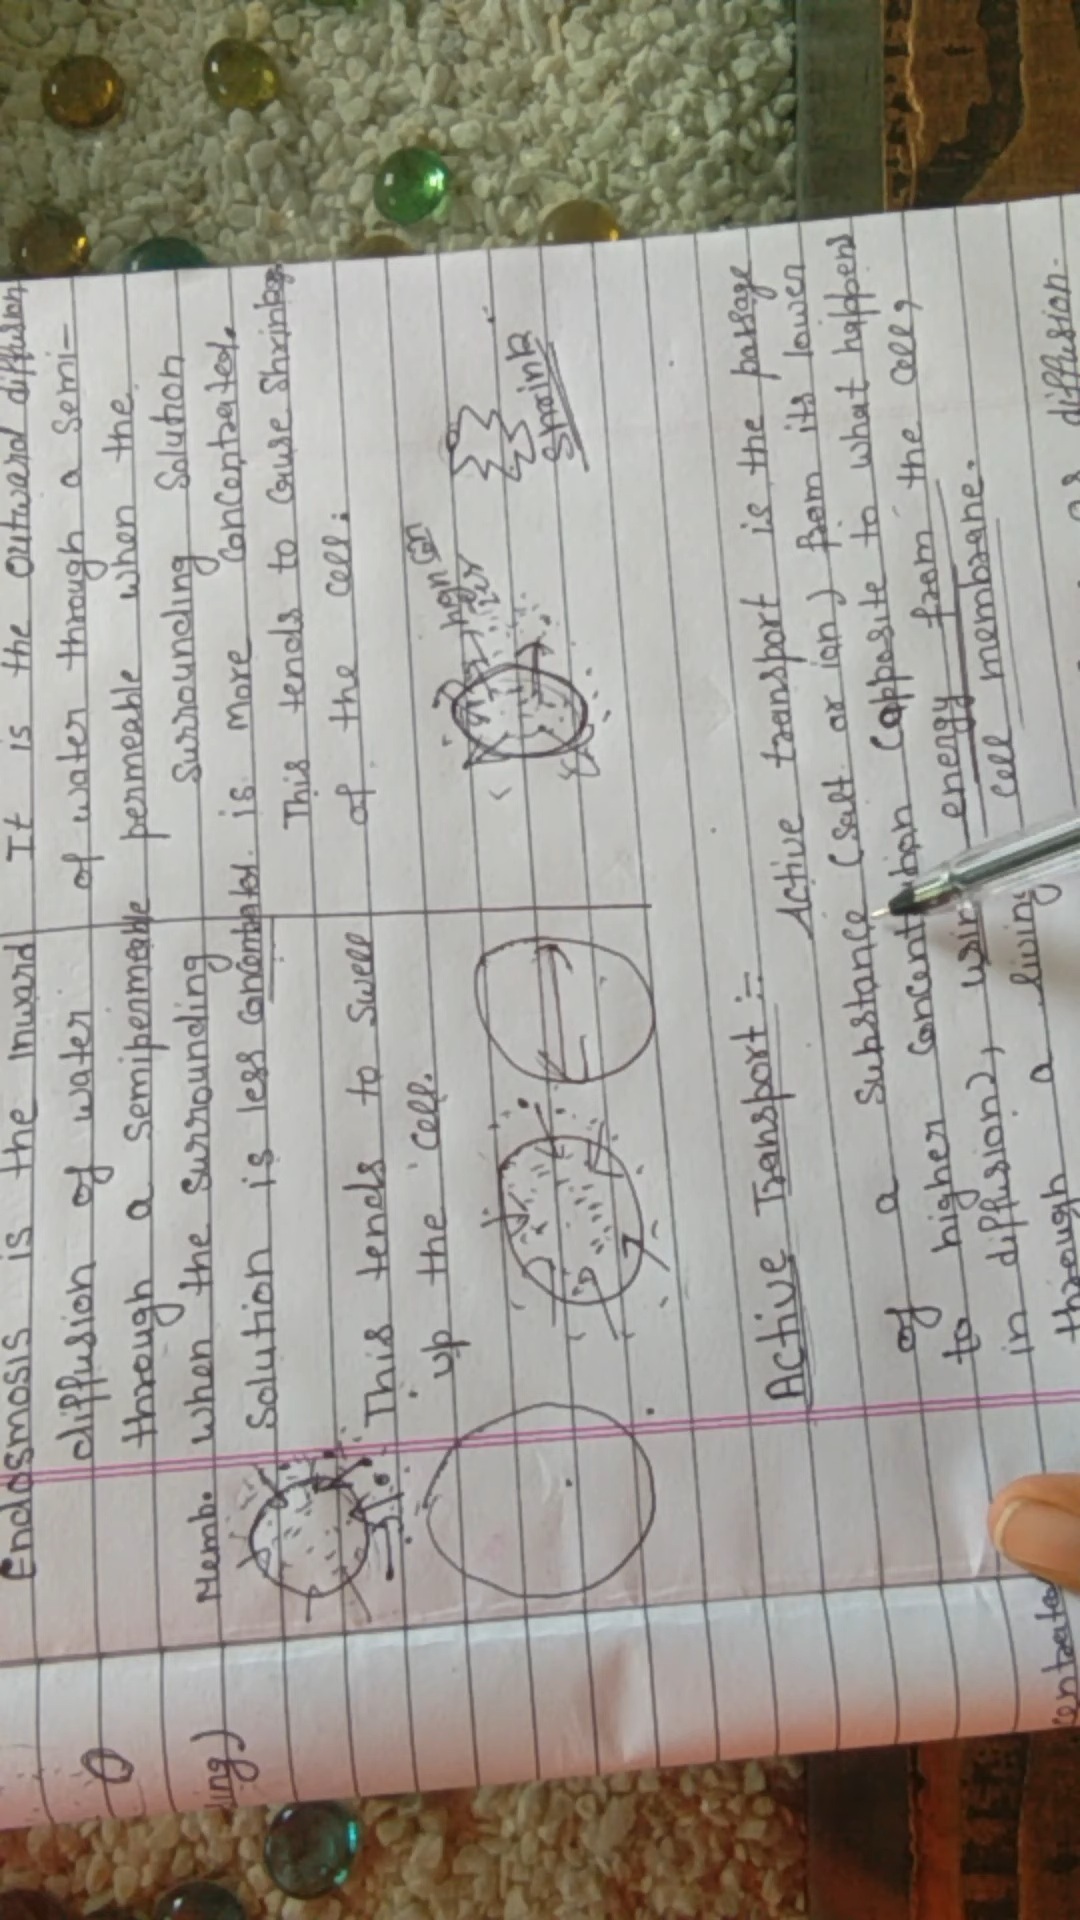 Endosmosis is the inward
diffusion of water
through a semipermeable
Memb. when the surrounding
Solution is less concentrated.
This tends to swell
up the cell.
It is the outward diffusion
of water through a semi-
permeable when the
surrounding solution
is more concentrated.
This tends to cause shrinkage
of the cell.
Shrink
Active Transport :-
Active transport is the passage
of a substance (salt or ion) from its lower
to higher concentration (opposite to what happens
in diffusion), using energy from the cell,
through a living cell membrane.
diffusion.
ing)